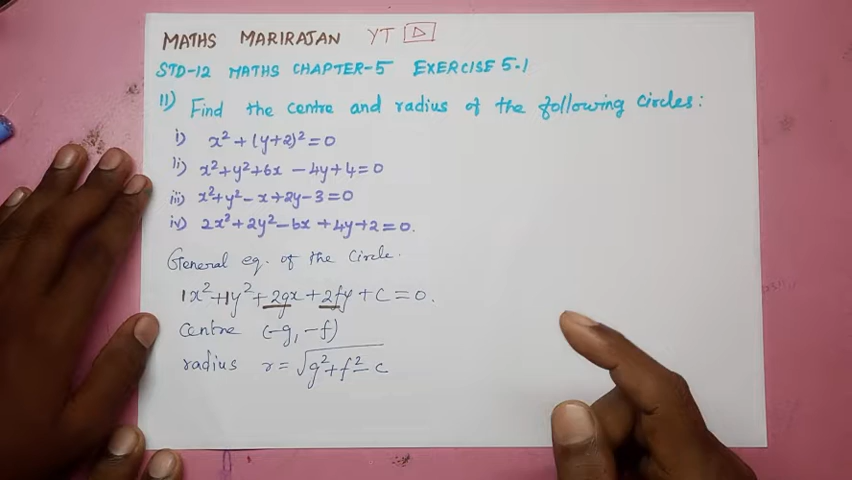 MATHS MARIRAJAN YT
STD-12 MATHS CHAPTER-5 EXERCISE 5-1
11) Find the centre and radius of the following circles:
i) x² + (y+2)² = 0
ii) x² + y² + 6x - 4y + 4 = 0
iii) x² + y² - x + 2y - 3 = 0
iv) 2x² + 2y² - 6x + 4y + 2 = 0.
General eq. of the circle.
1x² + 1y² + 2gx + 2fy + c = 0.
Centre (-g, -f)
radius r = √g² + f² - c